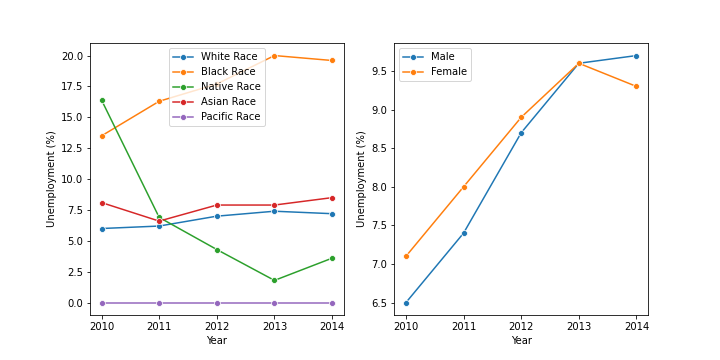 20.0
17.5
15.0
12.5
10.0
7.5
5.0
2.5
0.0
Unemployment (%)
White Race
Black Race
Native Race
Asian Race
Pacific Race
2010 2011 2012 2013 2014
Year
9.5
9.0
8.5
8.0
7.5
7.0
6.5
Unemployment (%)
Male
Female
2010 2011 2012 2013 2014
Year